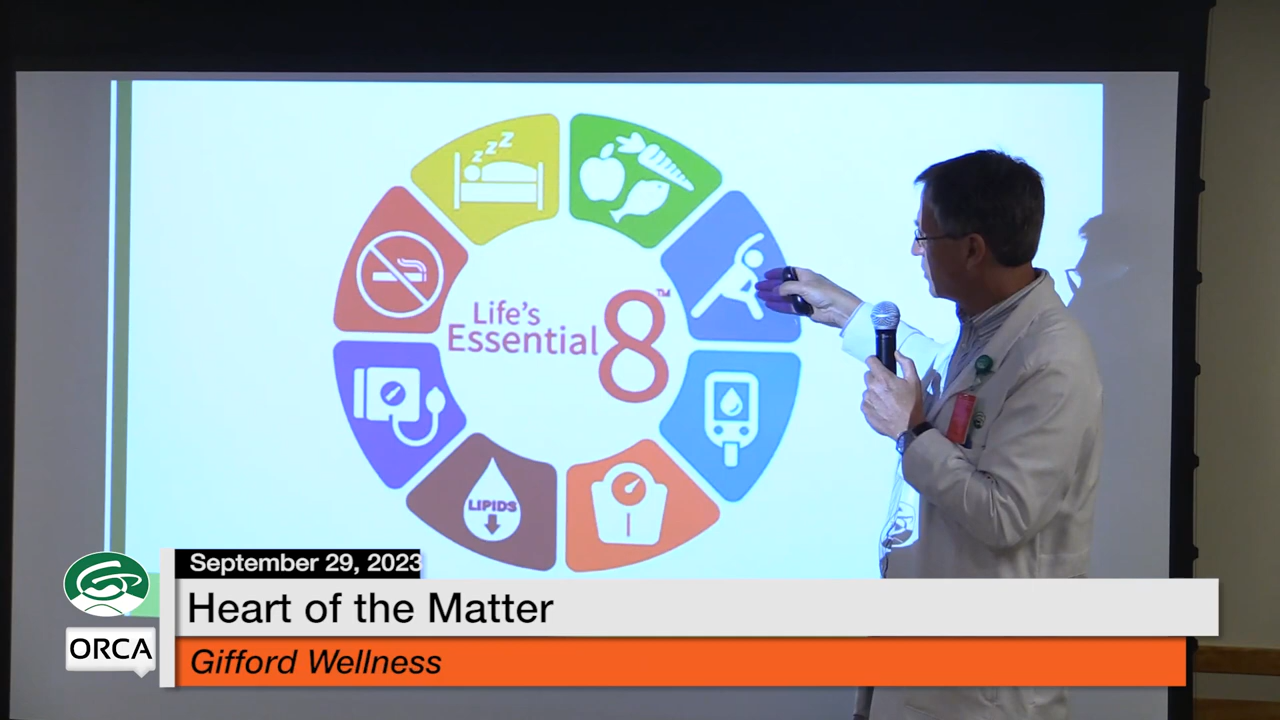 z z z
Life's
Essential 8™
LIPIDS
September 29, 2023
Heart of the Matter
ORCA
Gifford Wellness